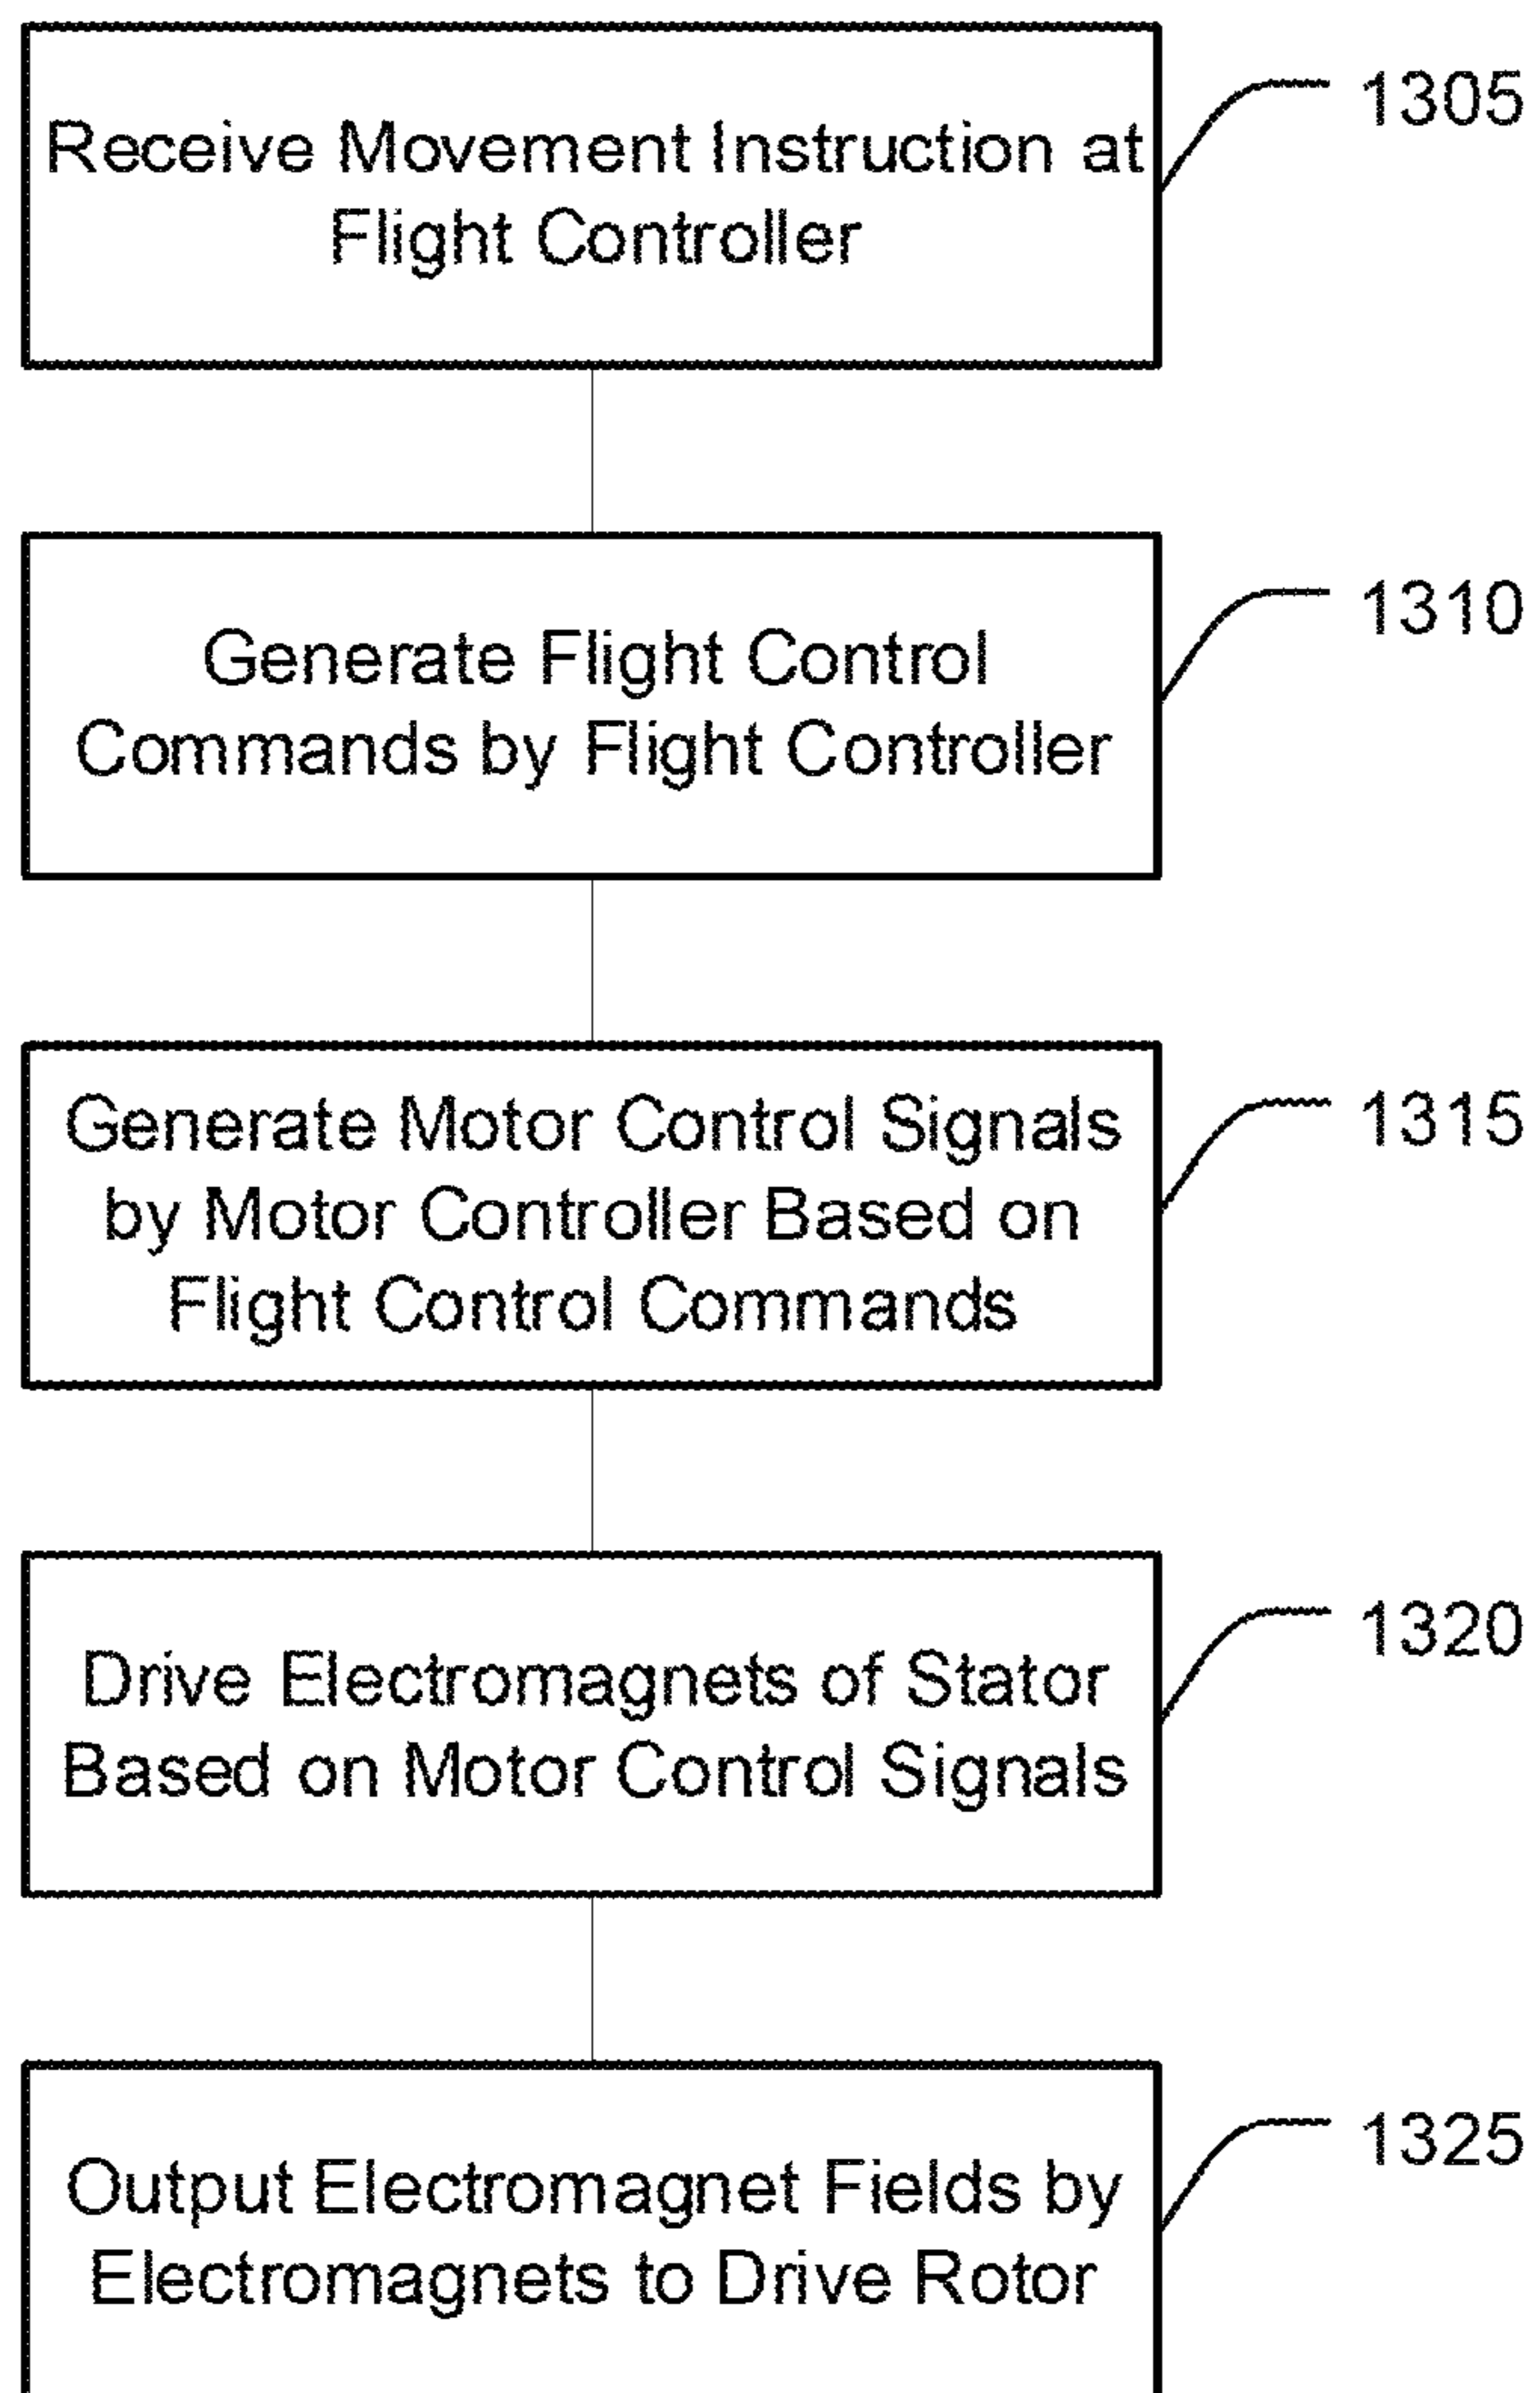 Receive Movement Instruction at
Flight Controller
1305
Generate Flight Control
Commands by Flight Controller
1310
Generate Motor Control Signals
by Motor Controller Based on
Flight Control Commands
1315
Drive Electromagnets of Stator
Based on Motor Control Signals
1320
Output Electromagnet Fields by
Electromagnets to Drive Rotor
1325